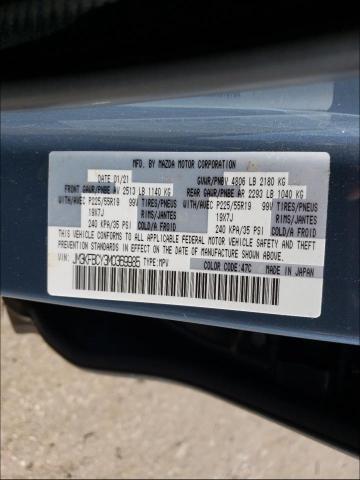 MFD. BY MAZDA MOTOR CORPORATION
DATE 01/21 GVWR/PNBV 4806 LB 2180 KG
FRONT GAWR/PNBE AV 2513 LB 1140 KG REAR GAWR/PNBE AR 2293 LB 1040 KG
WITH/AVEC P225/55R19 99V TIRES/PNEUS WITH/AVEC P225/55R19 99V TIRES/PNEUS
19X7J RIMS/JANTES 19X7J RIMS/JANTES
240 KPA/35 PSI COLD/A FROID 240 KPA/35 PSI COLD/A FROID
THIS VEHICLE CONFORMS TO ALL APPLICABLE FEDERAL MOTOR VEHICLE SAFETY AND THEFT
PREVENTION STANDARDS IN EFFECT ON THE DATE OF MANUFACTURE SHOWN ABOVE.
VIN: JM3KFBCY3M0369985 TYPE: MPV COLOR CODE: 47C MADE IN JAPAN